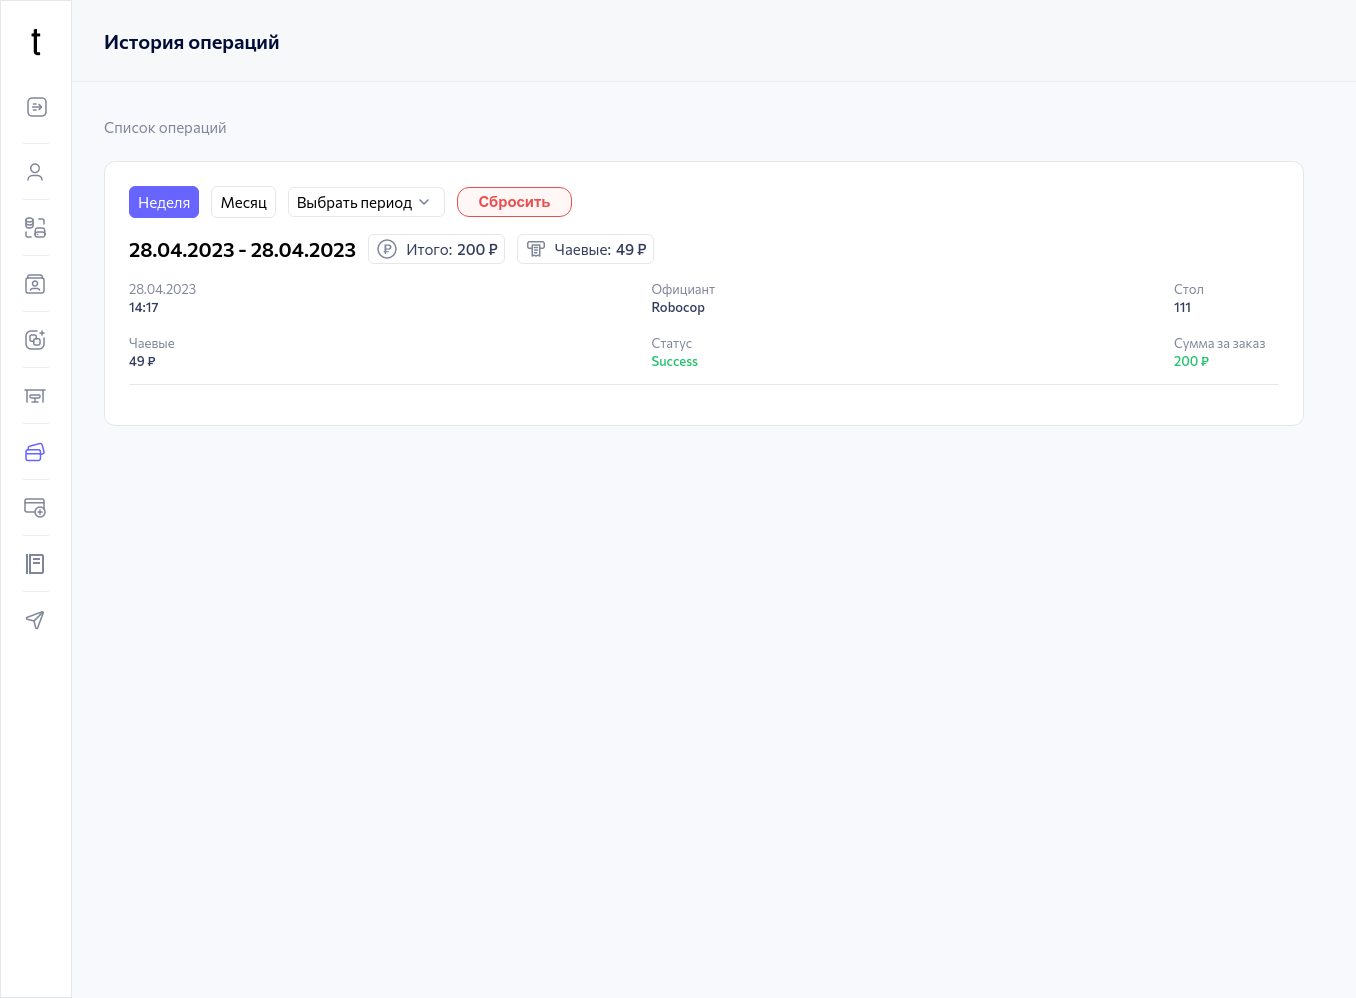 t
История операций
Список операций
Неделя Месяц Выбрать период Сбросить
28.04.2023 - 28.04.2023 Итого: 200 ₽ Чаевые: 49 ₽
28.04.2023 Официант Стол
14:17 Robocop 111
Чаевые Статус Сумма за заказ
49 ₽ Success 200 ₽